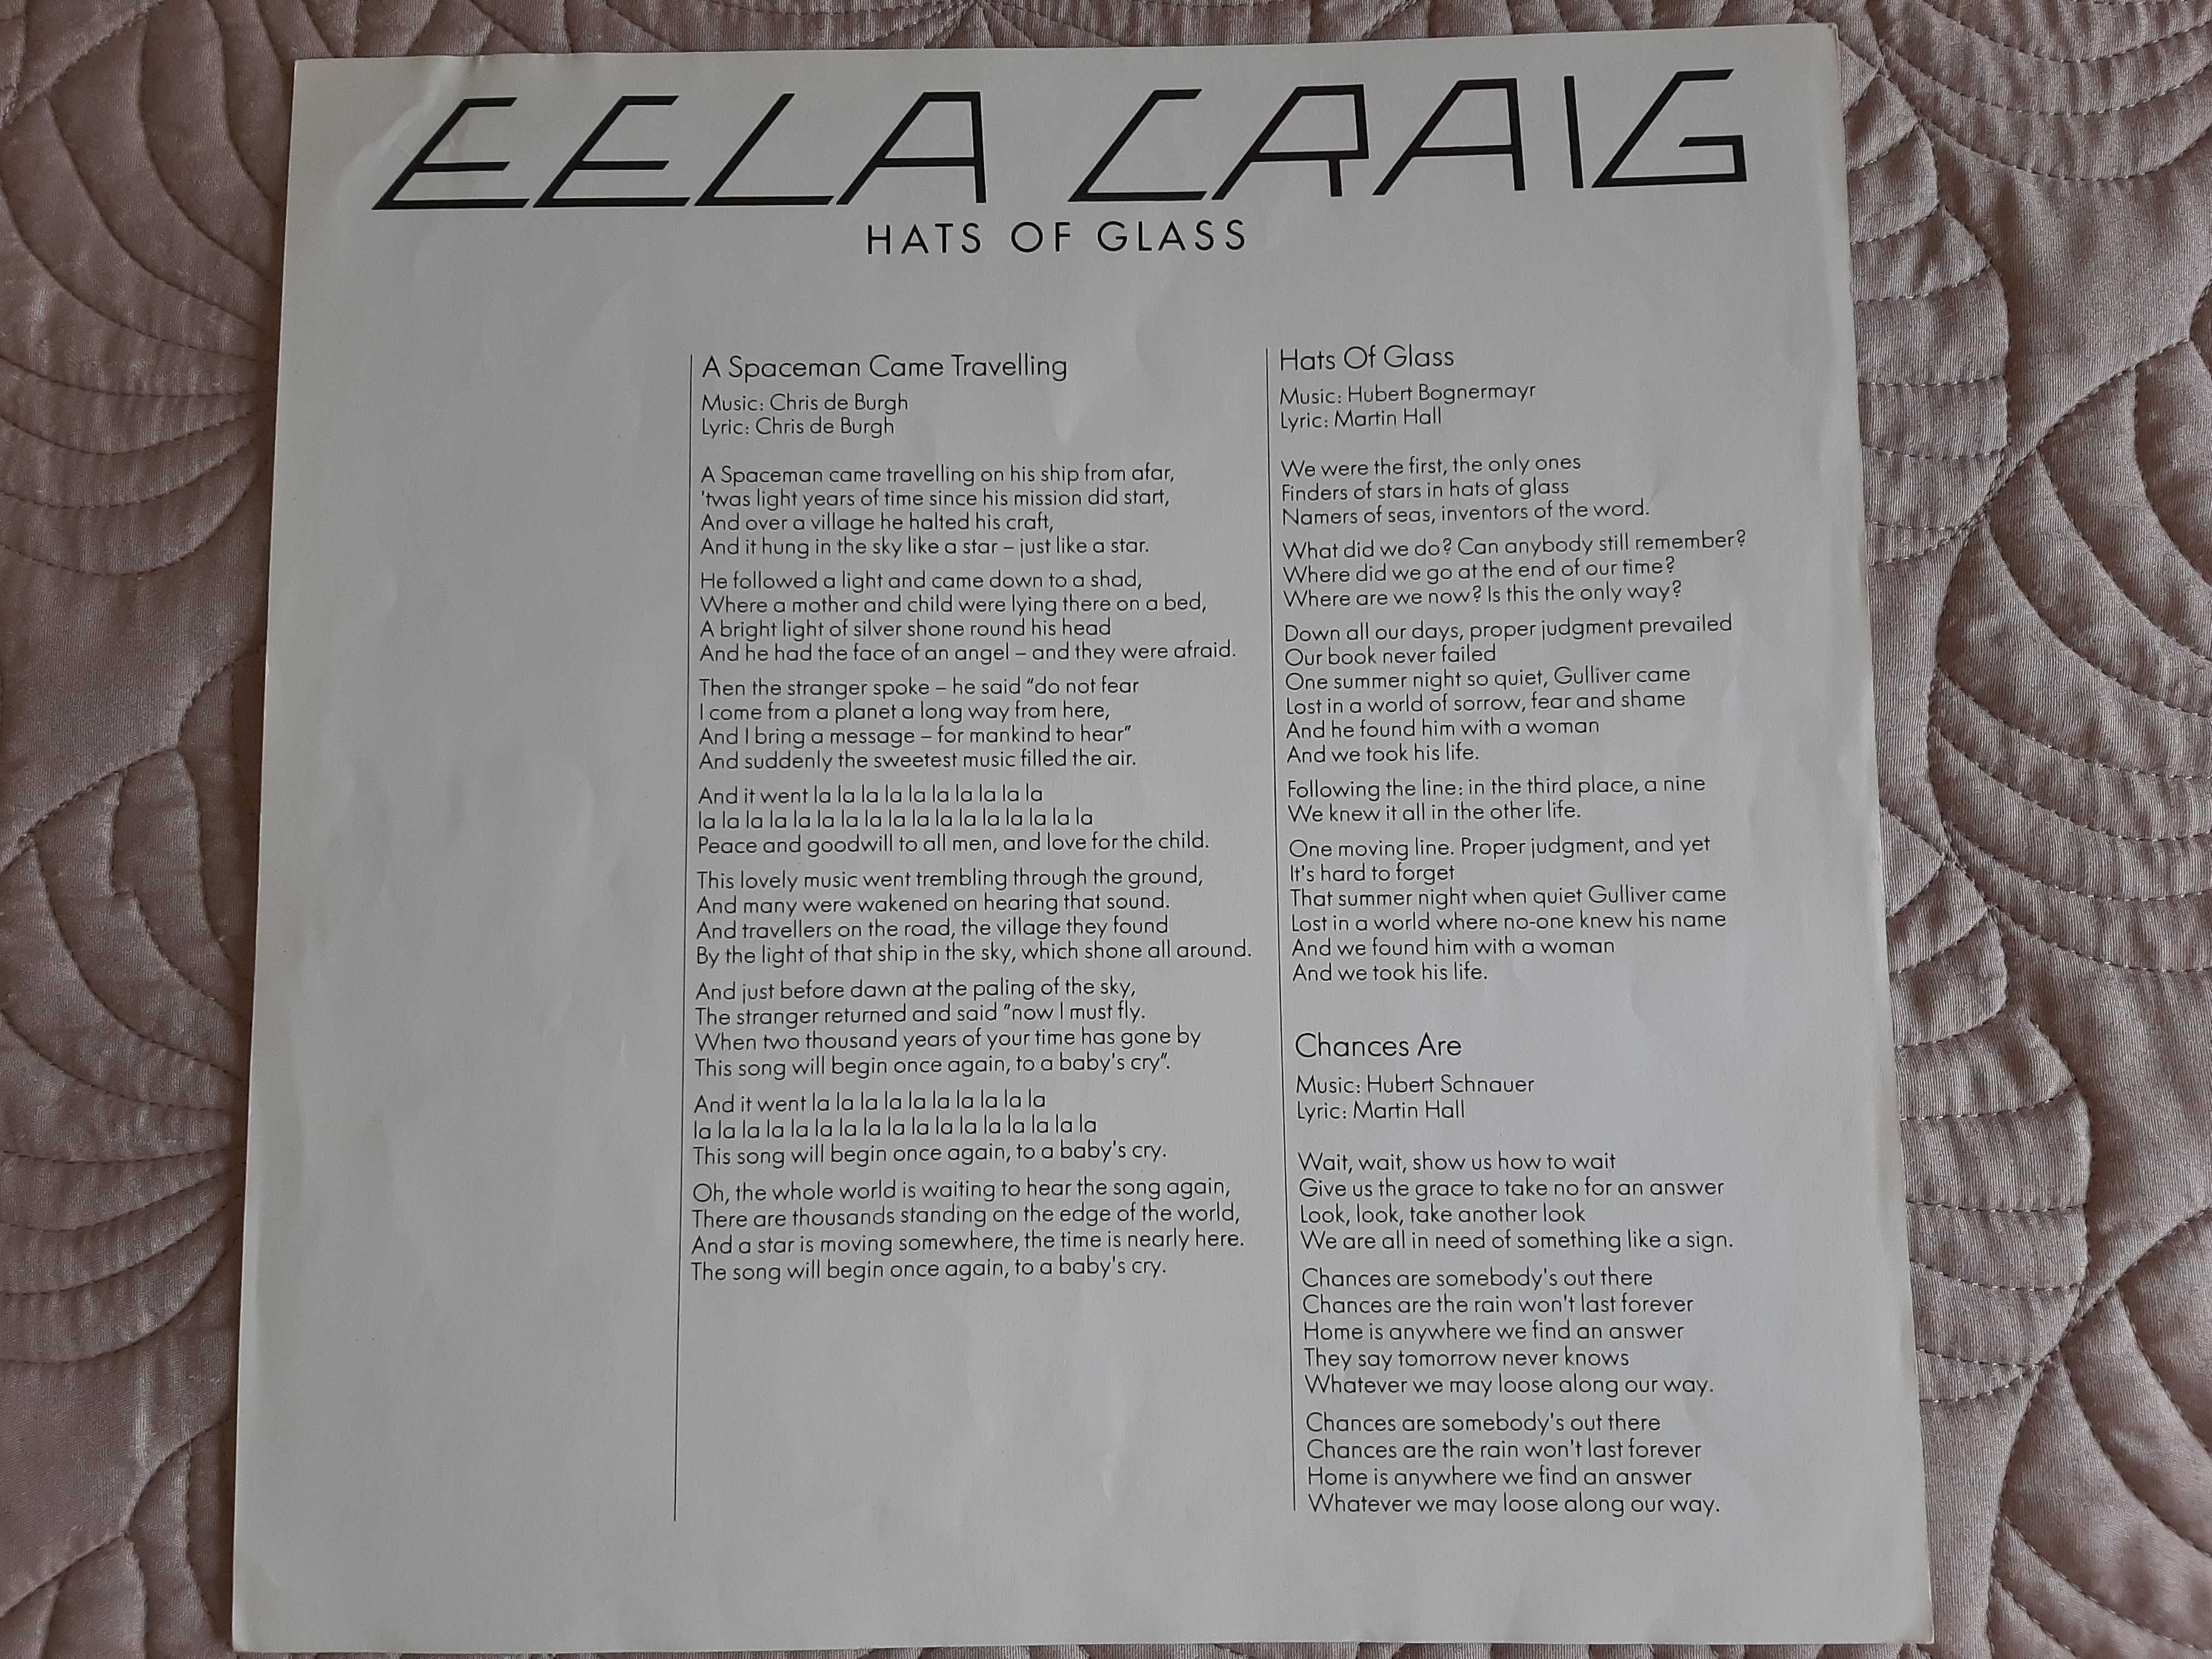 EELA CRAIG
HATS OF GLASS
A Spaceman Came Travelling
Music: Chris de Burgh
Lyric: Chris de Burgh
A Spaceman came travelling on his ship from afar,
'twas light years of time since his mission did start,
And over a village he halted his craft,
And it hung in the sky like a star – just like a star.
He followed a light and came down to a shad,
Where a mother and child were lying there on a bed,
A bright light of silver shone round his head
And he had the face of an angel – and they were afraid.
Then the stranger spoke – he said "do not fear
I come from a planet a long way from here,
And I bring a message – for mankind to hear"
And suddenly the sweetest music filled the air.
And it went la la la la la la la la la la
la la la la la la la la la la la la la la la la la
Peace and goodwill to all men, and love for the child.
This lovely music went trembling through the ground,
And many were wakened on hearing that sound.
And travellers on the road, the village they found
By the light of that ship in the sky, which shone all around.
And just before dawn at the paling of the sky,
The stranger returned and said "now I must fly.
When two thousand years of your time has gone by
This song will begin once again, to a baby's cry".
And it went la la la la la la la la la la
la la la la la la la la la la la la la la la la la
This song will begin once again, to a baby's cry.
Oh, the whole world is waiting to hear the song again,
There are thousands standing on the edge of the world,
And a star is moving somewhere, the time is nearly here.
The song will begin once again, to a baby's cry.
Hats Of Glass
Music: Hubert Bognermayr
Lyric: Martin Hall
We were the first, the only ones
Finders of stars in hats of glass
Namers of seas, inventors of the word.
What did we do? Can anybody still remember?
Where did we go at the end of our time?
Where are we now? Is this the only way?
Down all our days, proper judgment prevailed
Our book never failed
One summer night so quiet, Gulliver came
Lost in a world of sorrow, fear and shame
And he found him with a woman
And we took his life.
Following the line: in the third place, a nine
We knew it all in the other life.
One moving line. Proper judgment, and yet
It's hard to forget
That summer night when quiet Gulliver came
Lost in a world where no-one knew his name
And we found him with a woman
And we took his life.
Chances Are
Music: Hubert Schnauer
Lyric: Martin Hall
Wait, wait, show us how to wait
Give us the grace to take no for an answer
Look, look, take another look
We are all in need of something like a sign.
Chances are somebody's out there
Chances are the rain won't last forever
Home is anywhere we find an answer
They say tomorrow never knows
Whatever we may loose along our way.
Chances are somebody's out there
Chances are the rain won't last forever
Home is anywhere we find an answer
Whatever we may loose along our way.